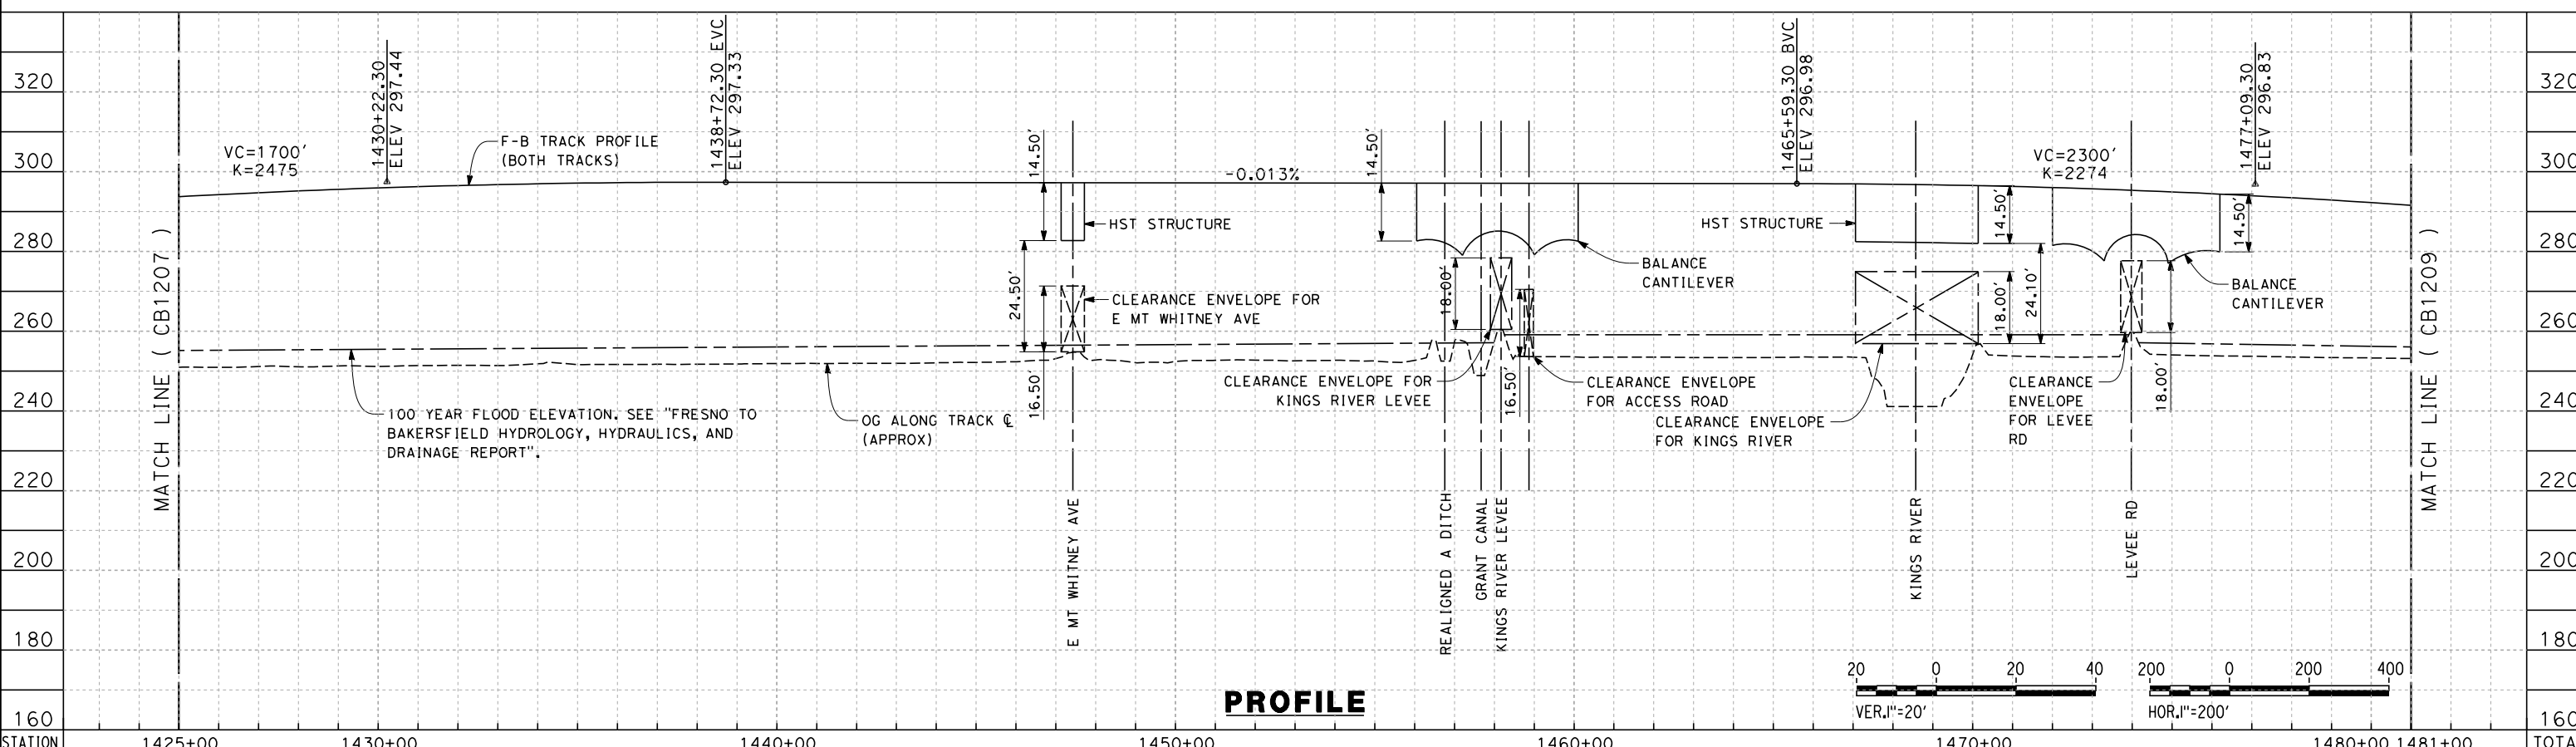 320
300
280
260
240
220
200
180
160
STATION
MATCH LINE ( CB1207 )
VC=1700'
K=2475
1430+22.30
ELEV 297.44
F-B TRACK PROFILE
(BOTH TRACKS)
1438+72.30 EVC
ELEV 297.33
14.50'
HST STRUCTURE
24.50'
CLEARANCE ENVELOPE FOR
E MT WHITNEY AVE
16.50'
100 YEAR FLOOD ELEVATION. SEE "FRESNO TO
BAKERSFIELD HYDROLOGY, HYDRAULICS, AND
DRAINAGE REPORT".
OG ALONG TRACK ℄
(APPROX)
E MT WHITNEY AVE
-0.013%
14.50'
18.00'
BALANCE
CANTILEVER
CLEARANCE ENVELOPE FOR
KINGS RIVER LEVEE
16.50'
CLEARANCE ENVELOPE
FOR ACCESS ROAD
REALIGNED A DITCH
GRANT CANAL
KINGS RIVER LEVEE
1465+59.30 BVC
ELEV 296.98
HST STRUCTURE
14.50'
18.00'
24.10'
CLEARANCE ENVELOPE
FOR KINGS RIVER
KINGS RIVER
VC=2300'
K=2274
1477+09.30
ELEV 296.83
14.50'
BALANCE
CANTILEVER
CLEARANCE
ENVELOPE
FOR LEVEE
RD
18.00'
LEVEE RD
MATCH LINE ( CB1209 )
320
300
280
260
240
220
200
180
160
PROFILE
20 0 20 40
VER.1"=20'
200 0 200 400
HOR.1"=200'
1425+00 1430+00 1440+00 1450+00 1460+00 1470+00 1480+00 1481+00
TOTA